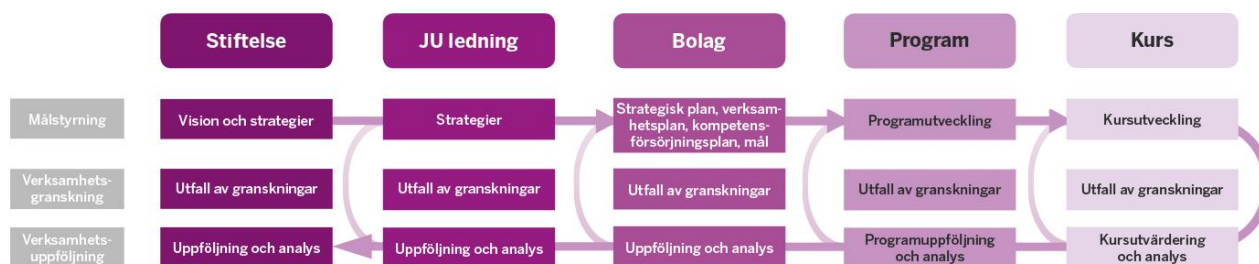 Stiftelse
JU ledning
Bolag
Program
Kurs
Målstyrning
Vision och strategier
Strategier
Strategisk plan, verksam-
hetsplan, kompetens-
försörjningsplan, mål
Programutveckling
Kursutveckling
Verksamhets-
granskning
Utfall av granskningar
Utfall av granskningar
Utfall av granskningar
Utfall av granskningar
Utfall av granskningar
Verksamhets-
uppföljning
Uppföljning och analys
Uppföljning och analys
Uppföljning och analys
Programuppföljning
och analys
Kursutvärdering
och analys